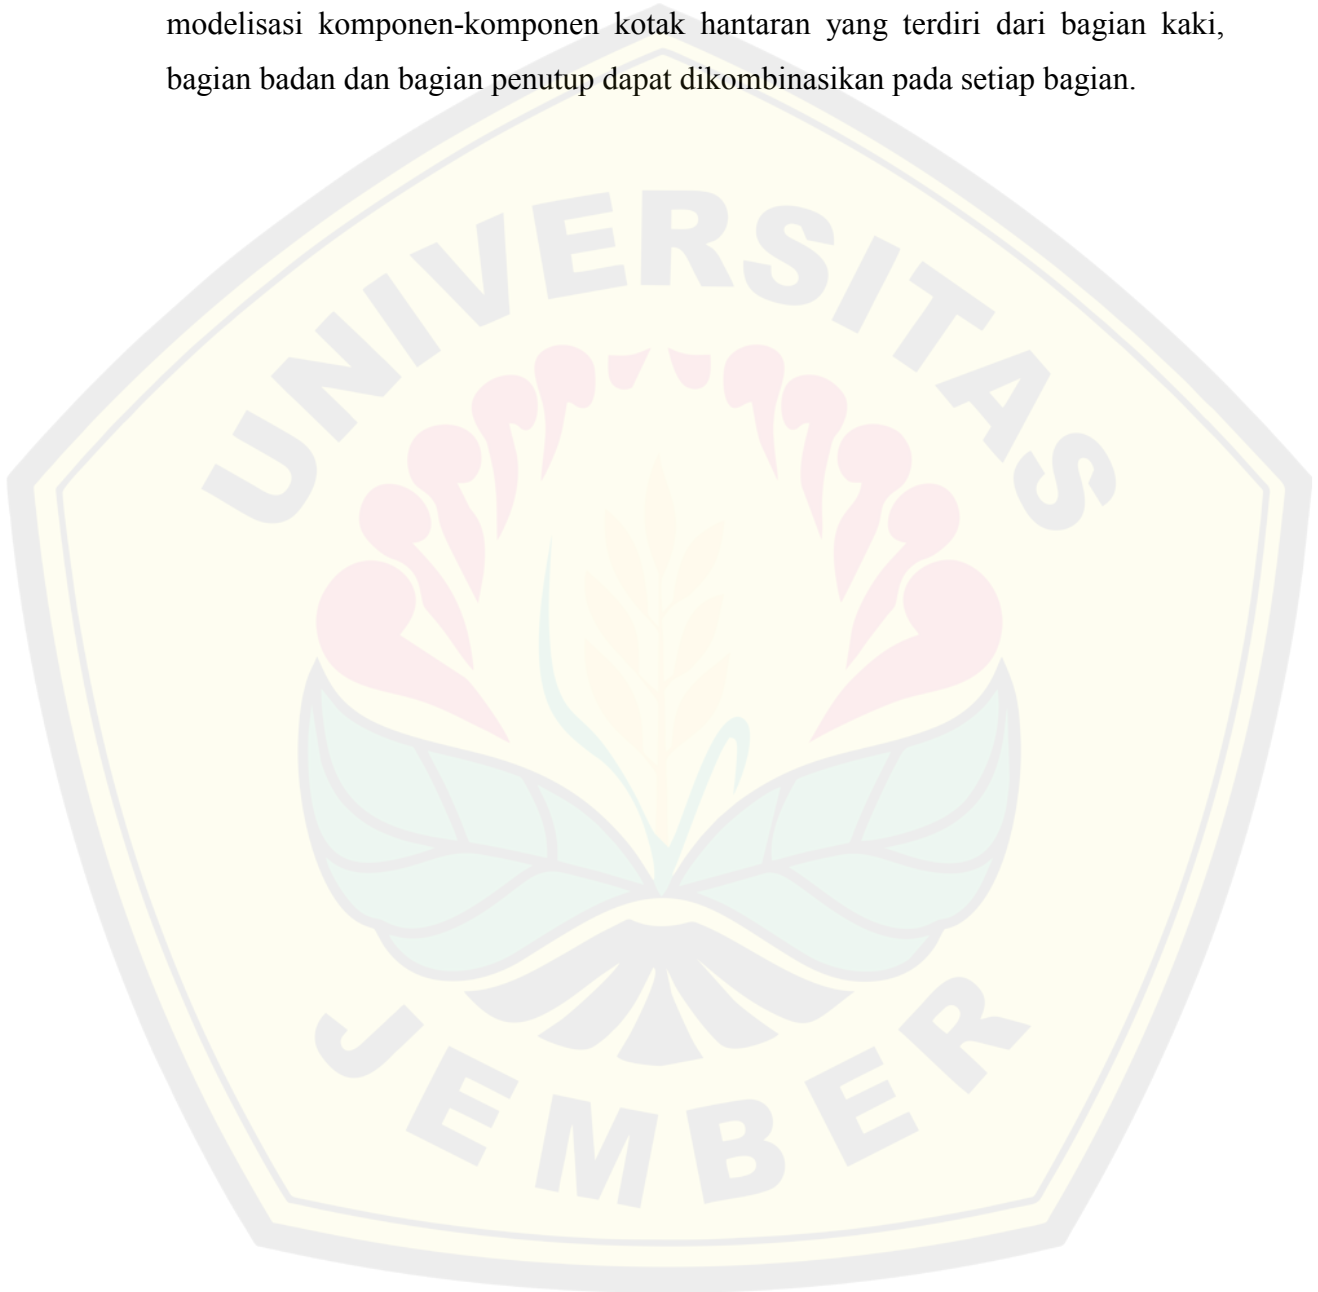 modelisasi komponen-komponen kotak hantaran yang terdiri dari bagian kaki,
bagian badan dan bagian penutup dapat dikombinasikan pada setiap bagian.
UNIVERSITAS
JEMBER